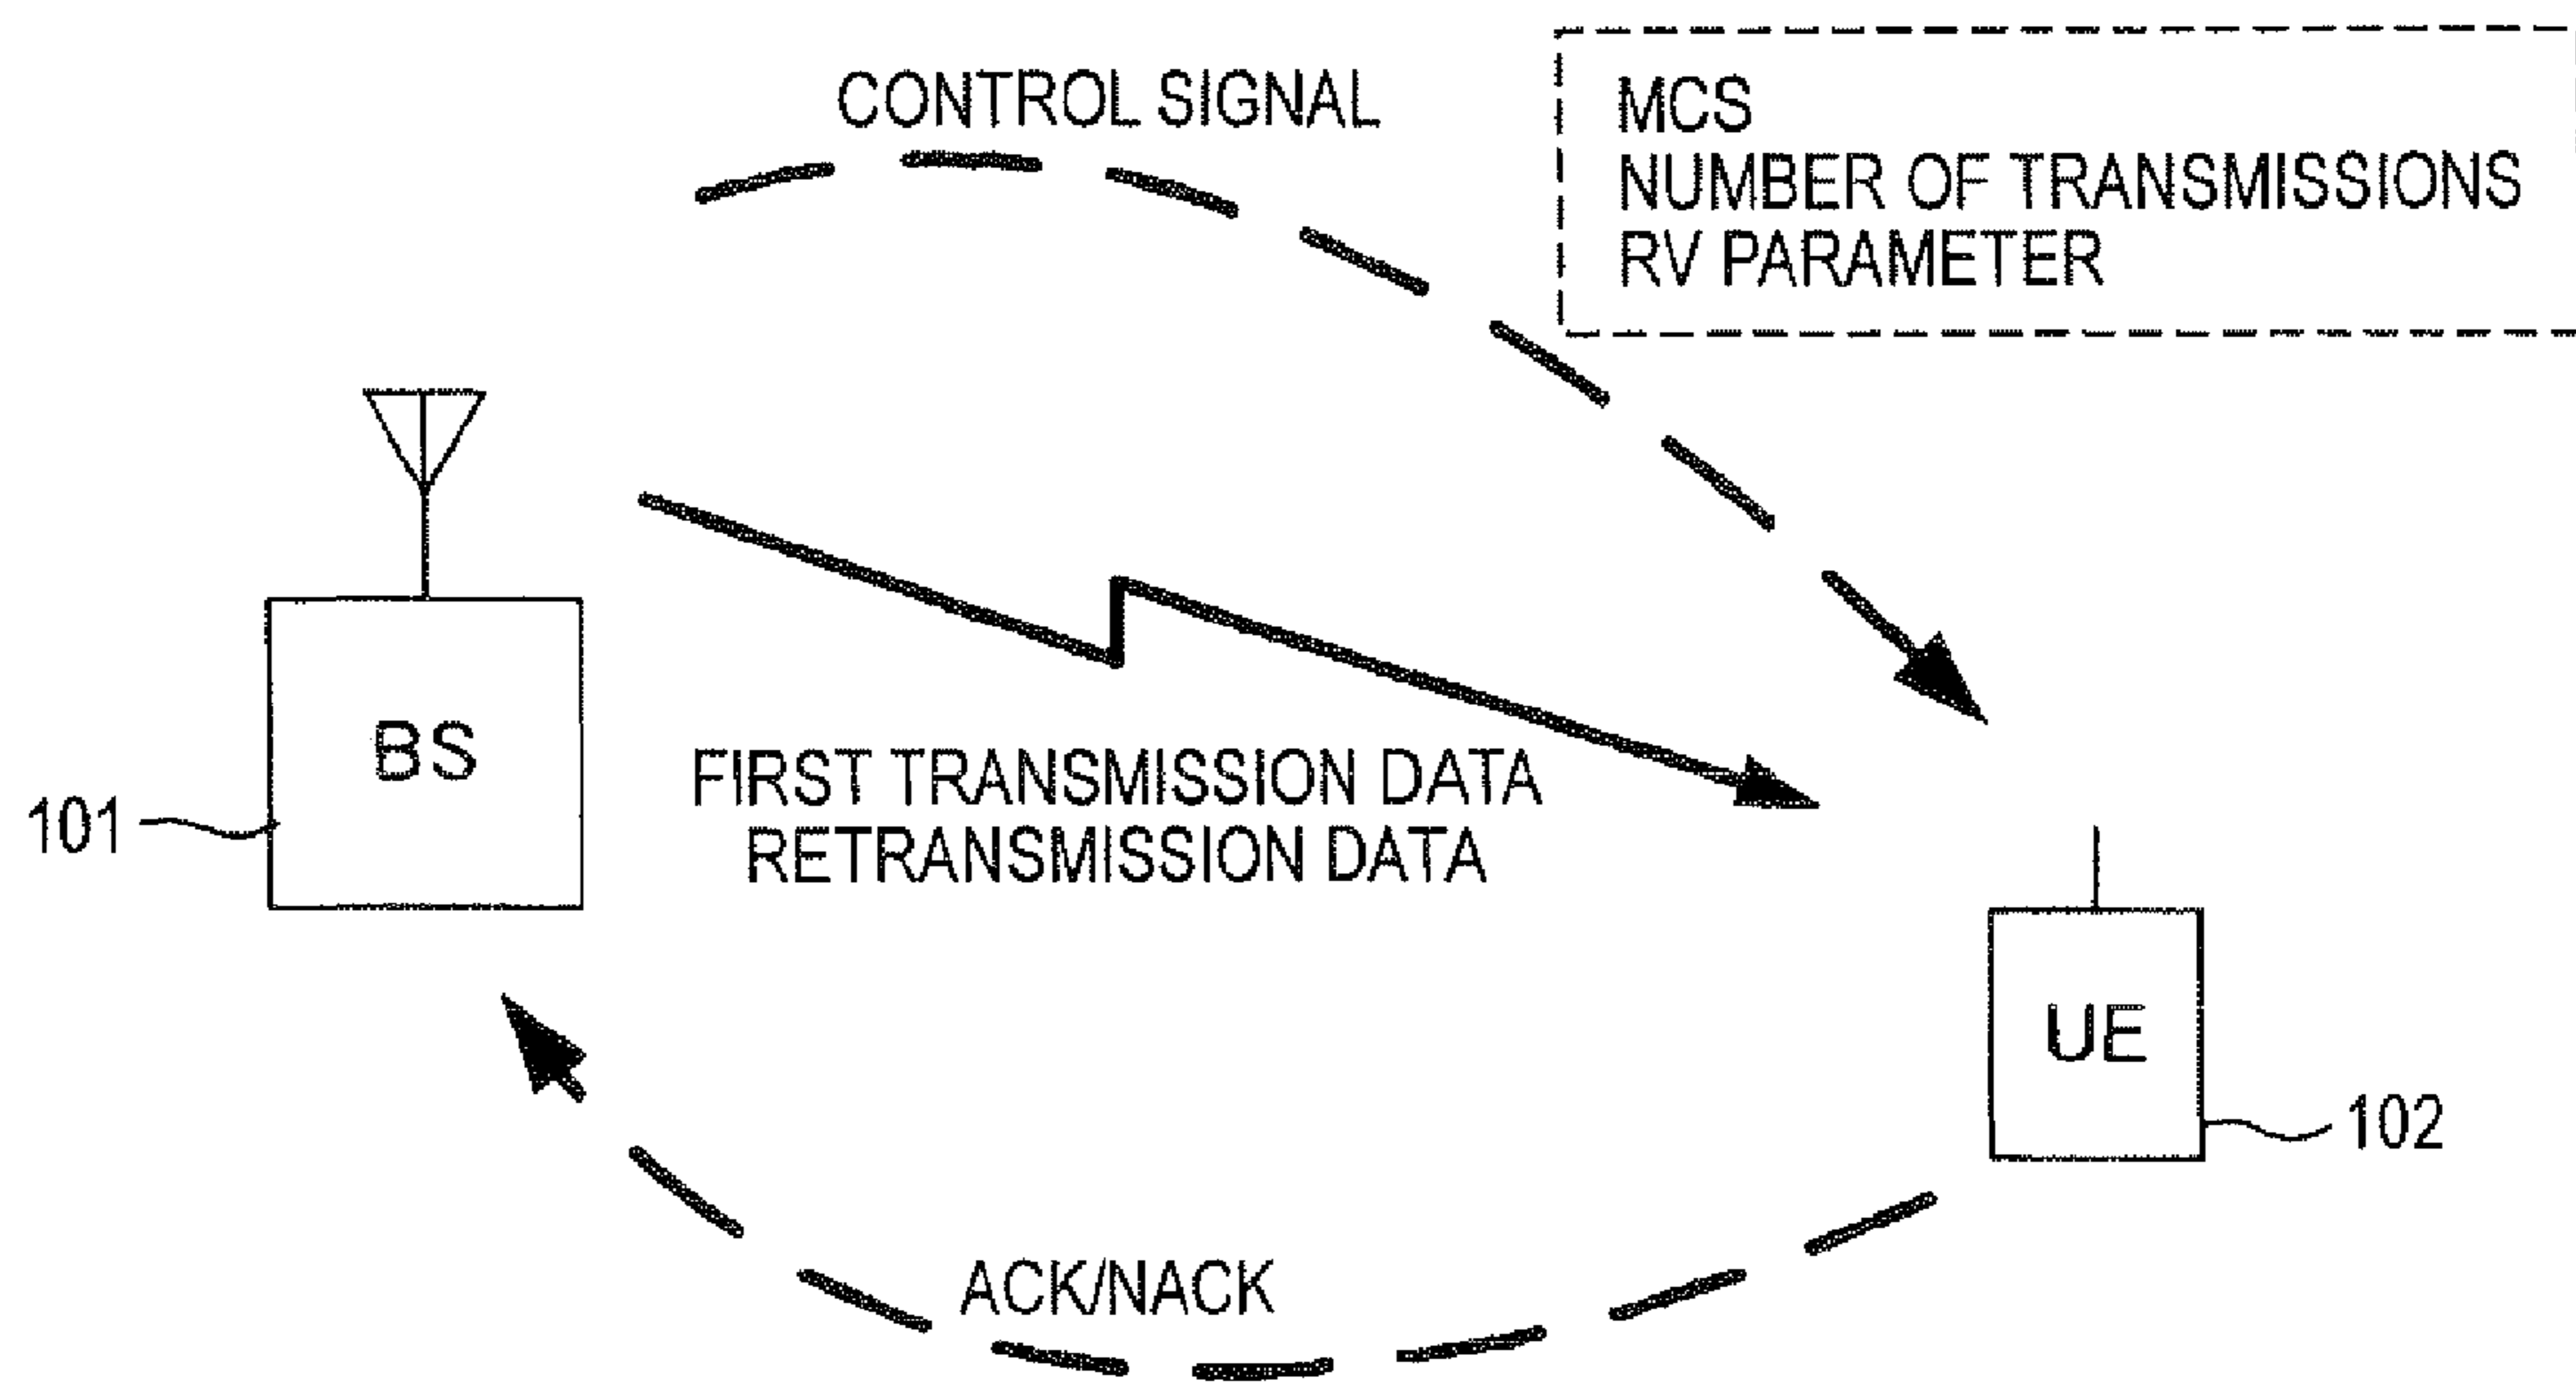 CONTROL SIGNAL
MCS
NUMBER OF TRANSMISSIONS
RV PARAMETER
BS
101
FIRST TRANSMISSION DATA
RETRANSMISSION DATA
UE
102
ACK/NACK